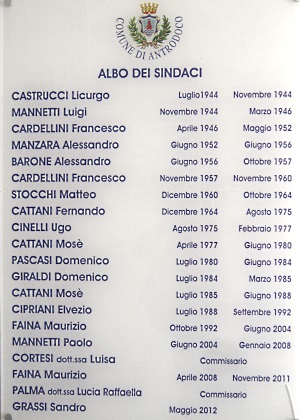 COMUNE DI ANTRODOCO
ALBO DEI SINDACI
CASTRUCCI Licurgo Luglio1944 Novembre 1944
MANNETTI Luigi Novembre 1944 Marzo 1946
CARDELLINI Francesco Aprile 1946 Maggio 1952
MANZARA Alessandro Giugno 1952 Giugno 1956
BARONE Alessandro Giugno 1956 Ottobre 1957
CARDELLINI Francesco Novembre 1957 Novembre 1960
STOCCHI Matteo Dicembre 1960 Ottobre 1964
CATTANI Fernando Dicembre 1964 Agosto 1975
CINELLI Ugo Agosto 1975 Febbraio 1977
CATTANI Mosè Aprile 1977 Giugno 1980
PASCASI Domenico Luglio 1980 Giugno 1984
GIRALDI Domenico Luglio 1984 Marzo 1985
CATTANI Mosè Luglio 1985 Giugno 1988
CIPRIANI Elvezio Luglio 1988 Settembre 1992
FAINA Maurizio Ottobre 1992 Giugno 2004
MANNETTI Paolo Giugno 2004 Gennaio 2008
CORTESI dott.ssa Luisa Commissario
FAINA Maurizio Aprile 2008 Novembre 2011
PALMA dott.ssa Lucia Raffaella Commissario
GRASSI Sandro Maggio 2012